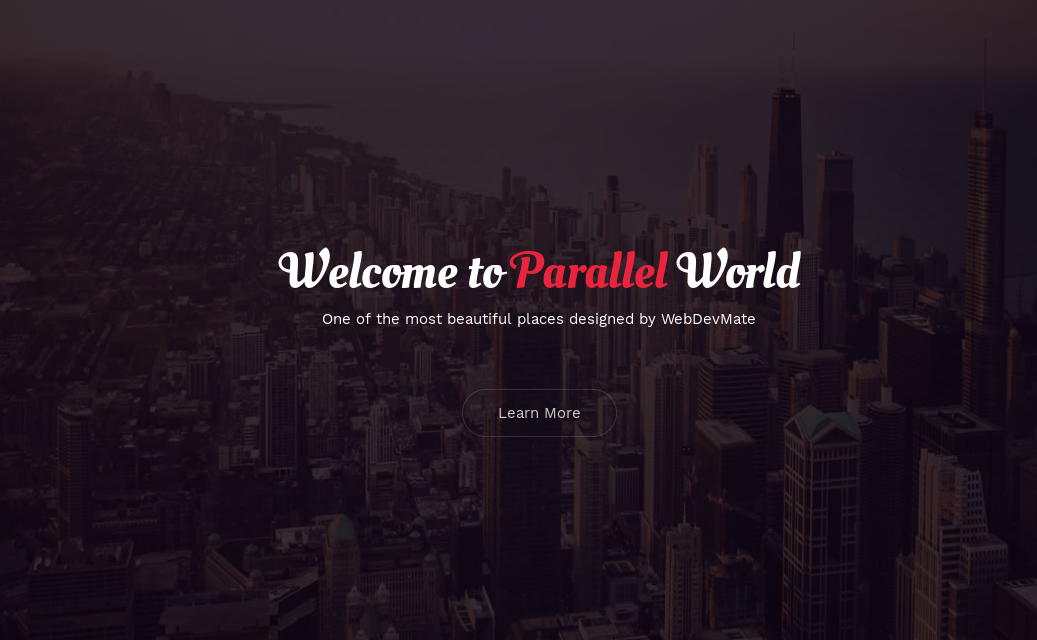 Welcome to Parallel World
One of the most beautiful places designed by WebDevMate
Learn More